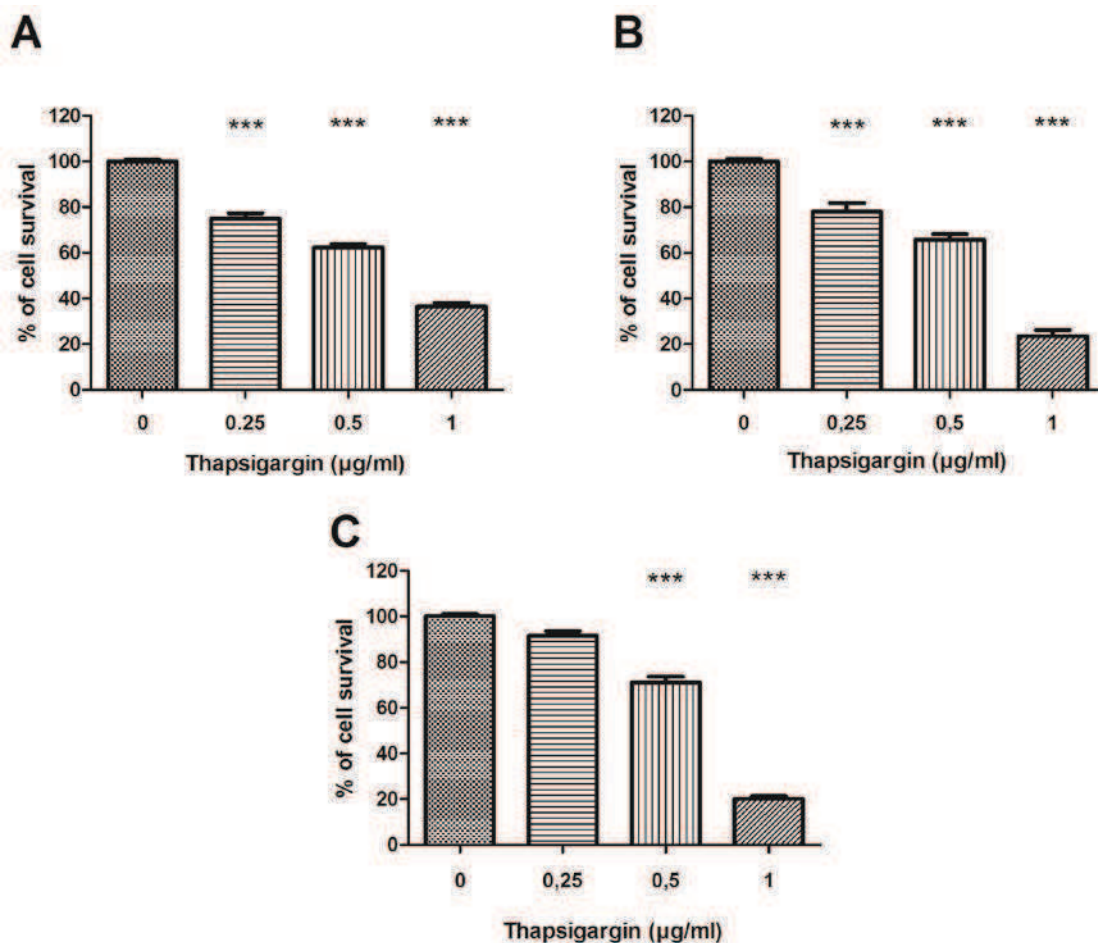 A
% of cell survival
120
100
80
60
40
20
0
*** *** ***
0 0.25 0.5 1
Thapsigargin (µg/ml)
B
% of cell survival
120
100
80
60
40
20
0
*** *** ***
0 0,25 0,5 1
Thapsigargin (µg/ml)
C
% of cell survival
120
100
80
60
40
20
0
*** ***
0 0,25 0,5 1
Thapsigargin (µg/ml)